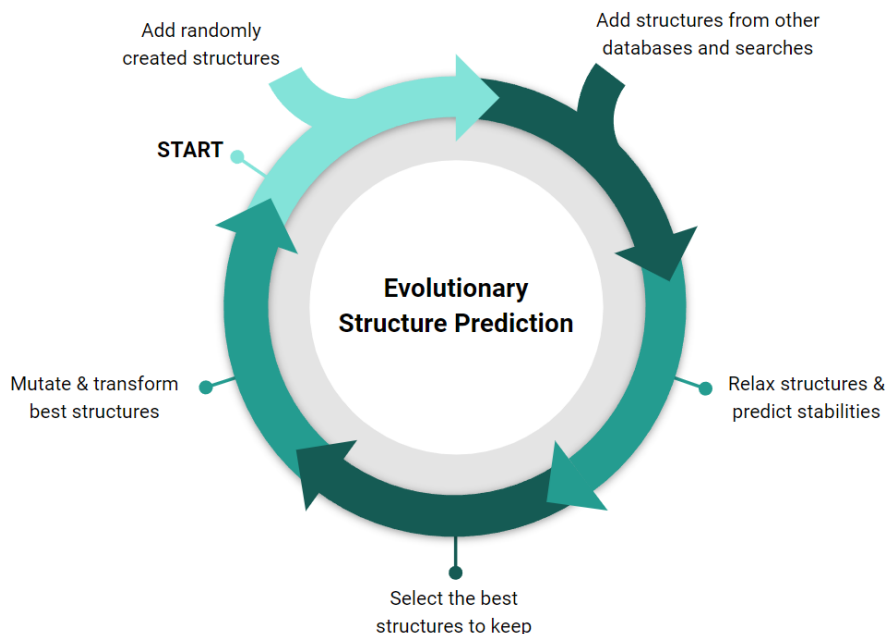 Add randomly
created structures
Add structures from other
databases and searches
START
Evolutionary
Structure Prediction
Mutate & transform
best structures
Relax structures &
predict stabilities
Select the best
structures to keep